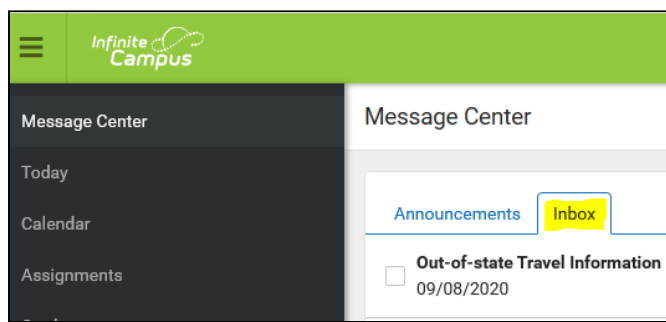 Infinite
Campus
Message Center
Message Center
Today
Calendar
Assignments
Announcements
Inbox
Out-of-state Travel Information
09/08/2020